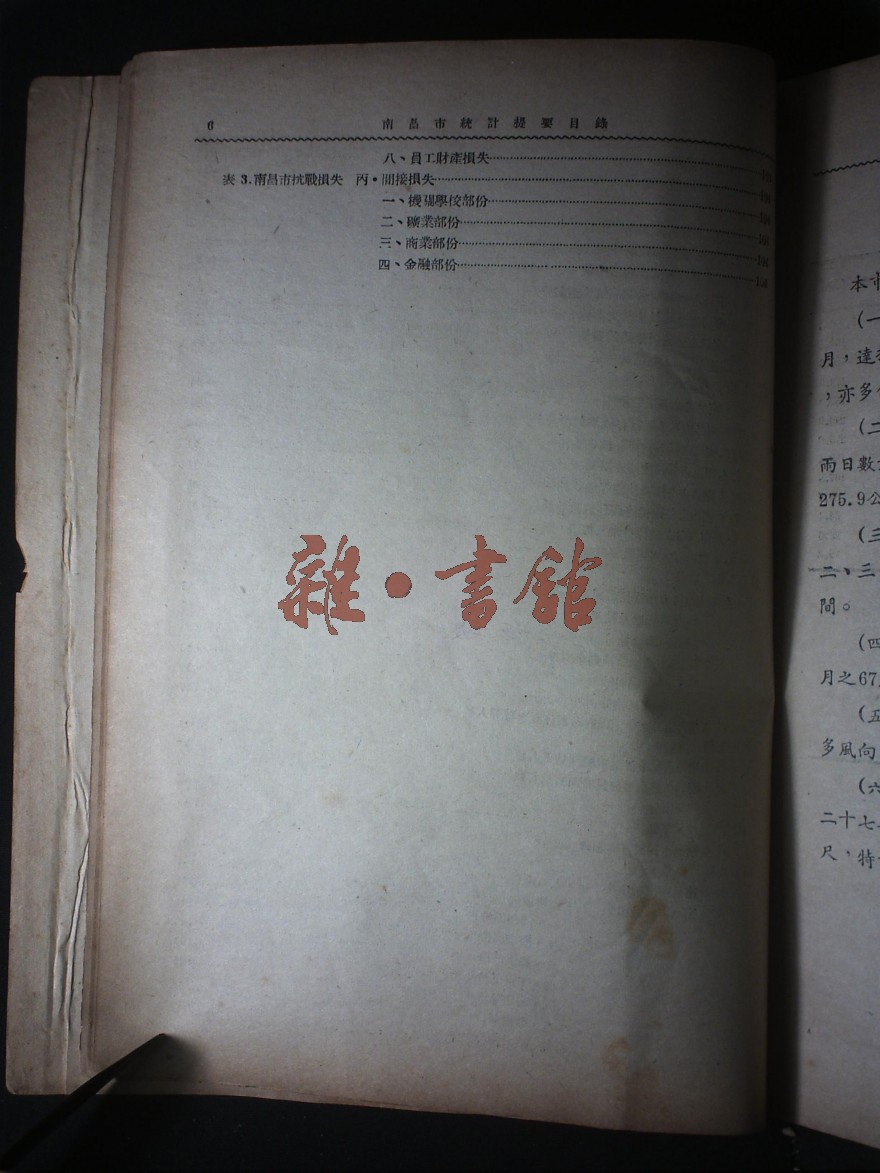 6 南昌市統計提要目錄
八、員工財產損失
表 3.南昌市抗戰損失 丙・間接損失
一、機關學校部份
二、礦業部份
三、商業部份
四、金融部份
雜・書館
本市
(一
月，達
，亦多
(二
雨日數
275.9公
(三
二、三
間。
(四
月之67
(五
多風向
(六
二十七
尺，特